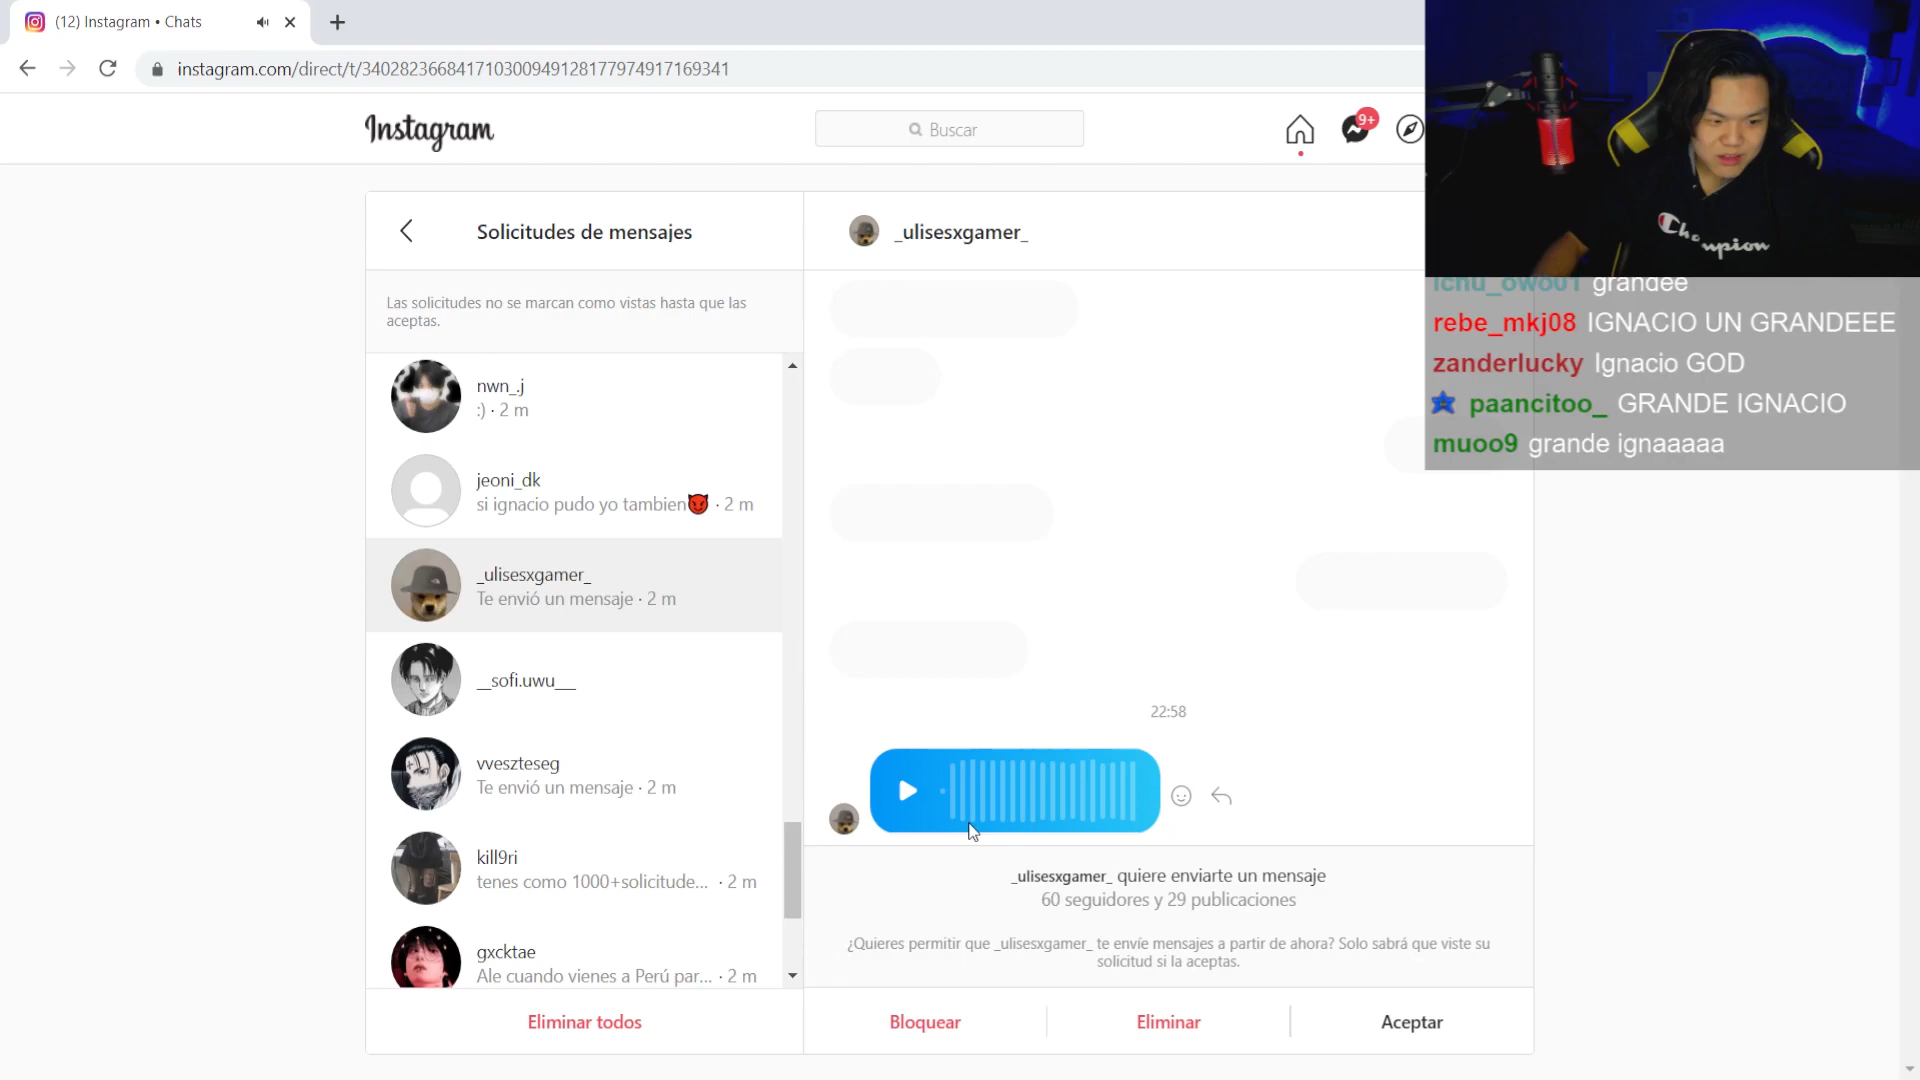 (12) Instagram • Chats
instagram.com/direct/t/340282366841710300949128177974917169341
Instagram
Buscar
9+
Champion
Solicitudes de mensajes
_ulisesxgamer_
Las solicitudes no se marcan como vistas hasta que las
aceptas.
grandee
rebe_mkj08 IGNACIO UN GRANDEEE
zanderlucky Ignacio GOD
paancitoo_ GRANDE IGNACIO
muoo9 grande ignaaaaa
nwn_.j
:) · 2 m
jeoni_dk
si ignacio pudo yo tambien😈 · 2 m
_ulisesxgamer_
Te envió un mensaje · 2 m
__sofi.uwu___
vveszteseg
Te envió un mensaje · 2 m
kill9ri
tenes como 1000+solicitude... · 2 m
gxcktae
Ale cuando vienes a Perú par... · 2 m
Eliminar todos
22:58
_ulisesxgamer_ quiere enviarte un mensaje
60 seguidores y 29 publicaciones
¿Quieres permitir que _ulisesxgamer_ te envíe mensajes a partir de ahora? Solo sabrá que viste su
solicitud si la aceptas.
Bloquear
Eliminar
Aceptar